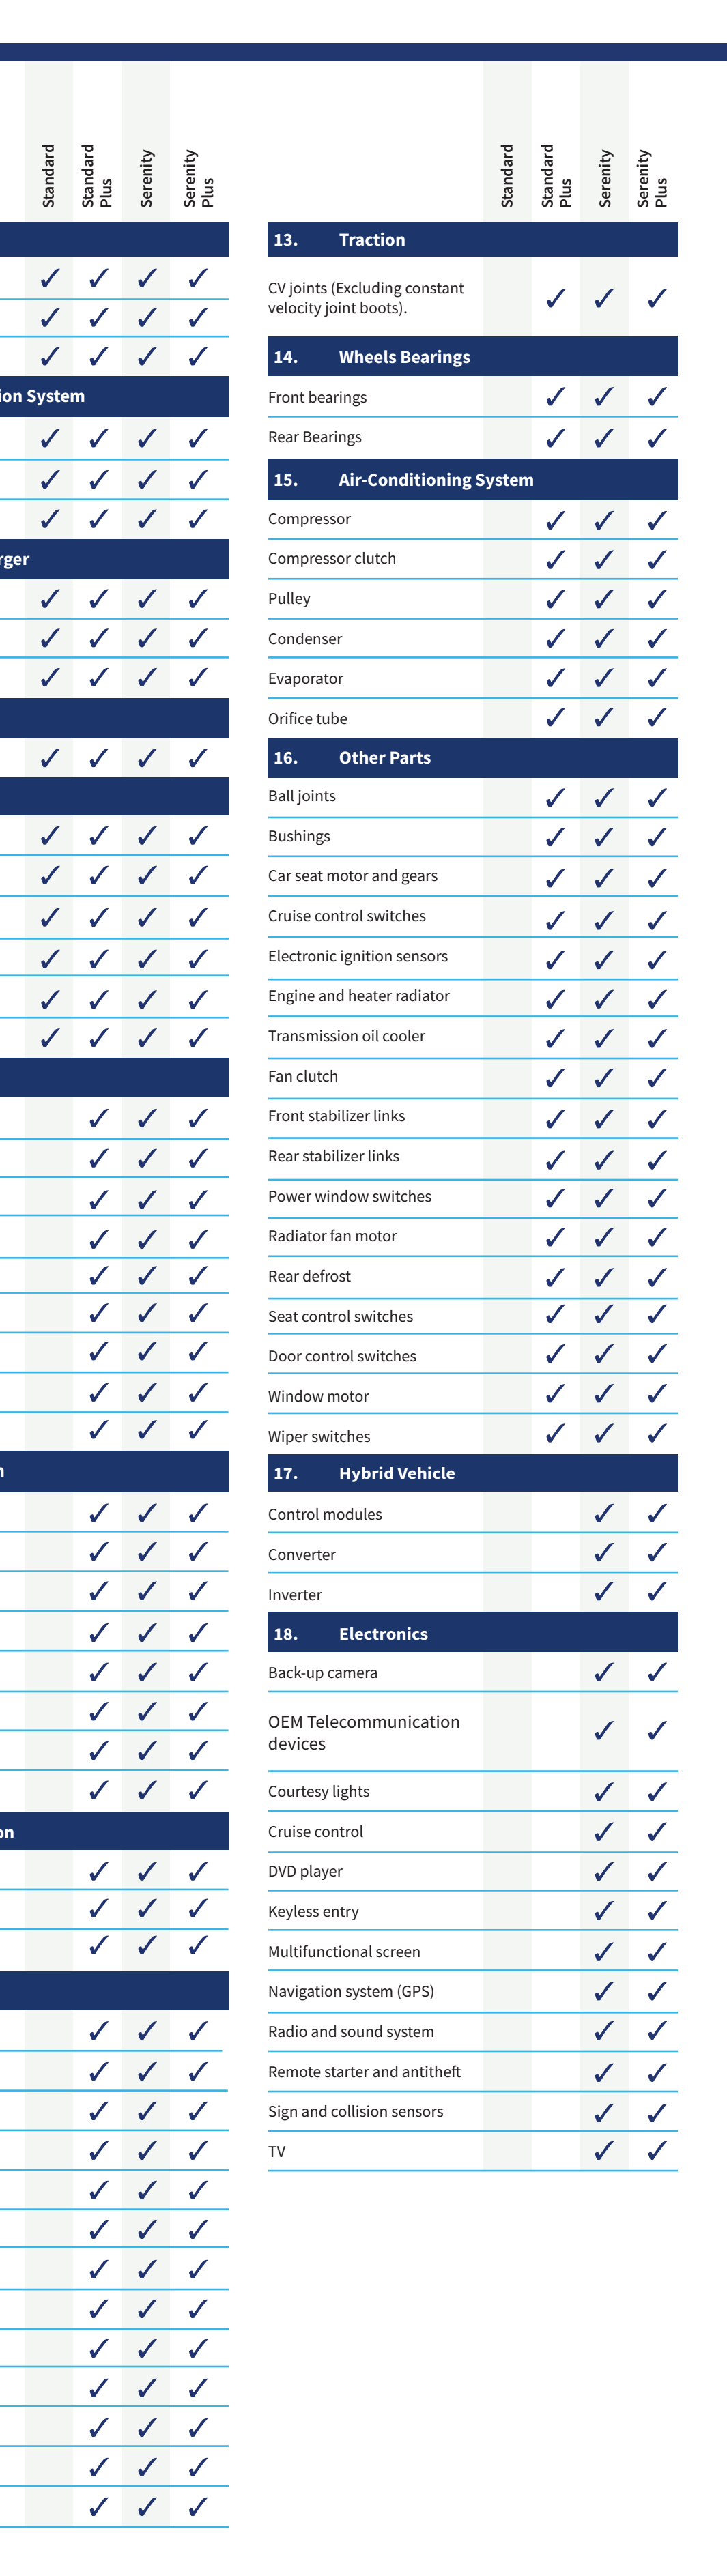 Standard
Standard
Plus
Serenity
Serenity
Plus
ion System
rger
n
on
Standard
Standard
Plus
Serenity
Serenity
Plus
13. Traction
CV joints (Excluding constant
velocity joint boots).
14. Wheels Bearings
Front bearings
Rear Bearings
15. Air-Conditioning System
Compressor
Compressor clutch
Pulley
Condenser
Evaporator
Orifice tube
16. Other Parts
Ball joints
Bushings
Car seat motor and gears
Cruise control switches
Electronic ignition sensors
Engine and heater radiator
Transmission oil cooler
Fan clutch
Front stabilizer links
Rear stabilizer links
Power window switches
Radiator fan motor
Rear defrost
Seat control switches
Door control switches
Window motor
Wiper switches
17. Hybrid Vehicle
Control modules
Converter
Inverter
18. Electronics
Back-up camera
OEM Telecommunication
devices
Courtesy lights
Cruise control
DVD player
Keyless entry
Multifunctional screen
Navigation system (GPS)
Radio and sound system
Remote starter and antitheft
Sign and collision sensors
TV